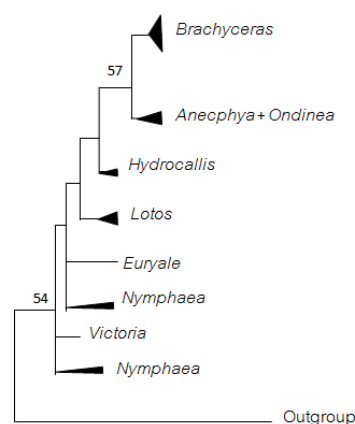 Brachyceras
57
Anecphya + Ondinea
Hydrocallis
Lotos
Euryale
54
Nymphaea
Victoria
Nymphaea
Outgroup